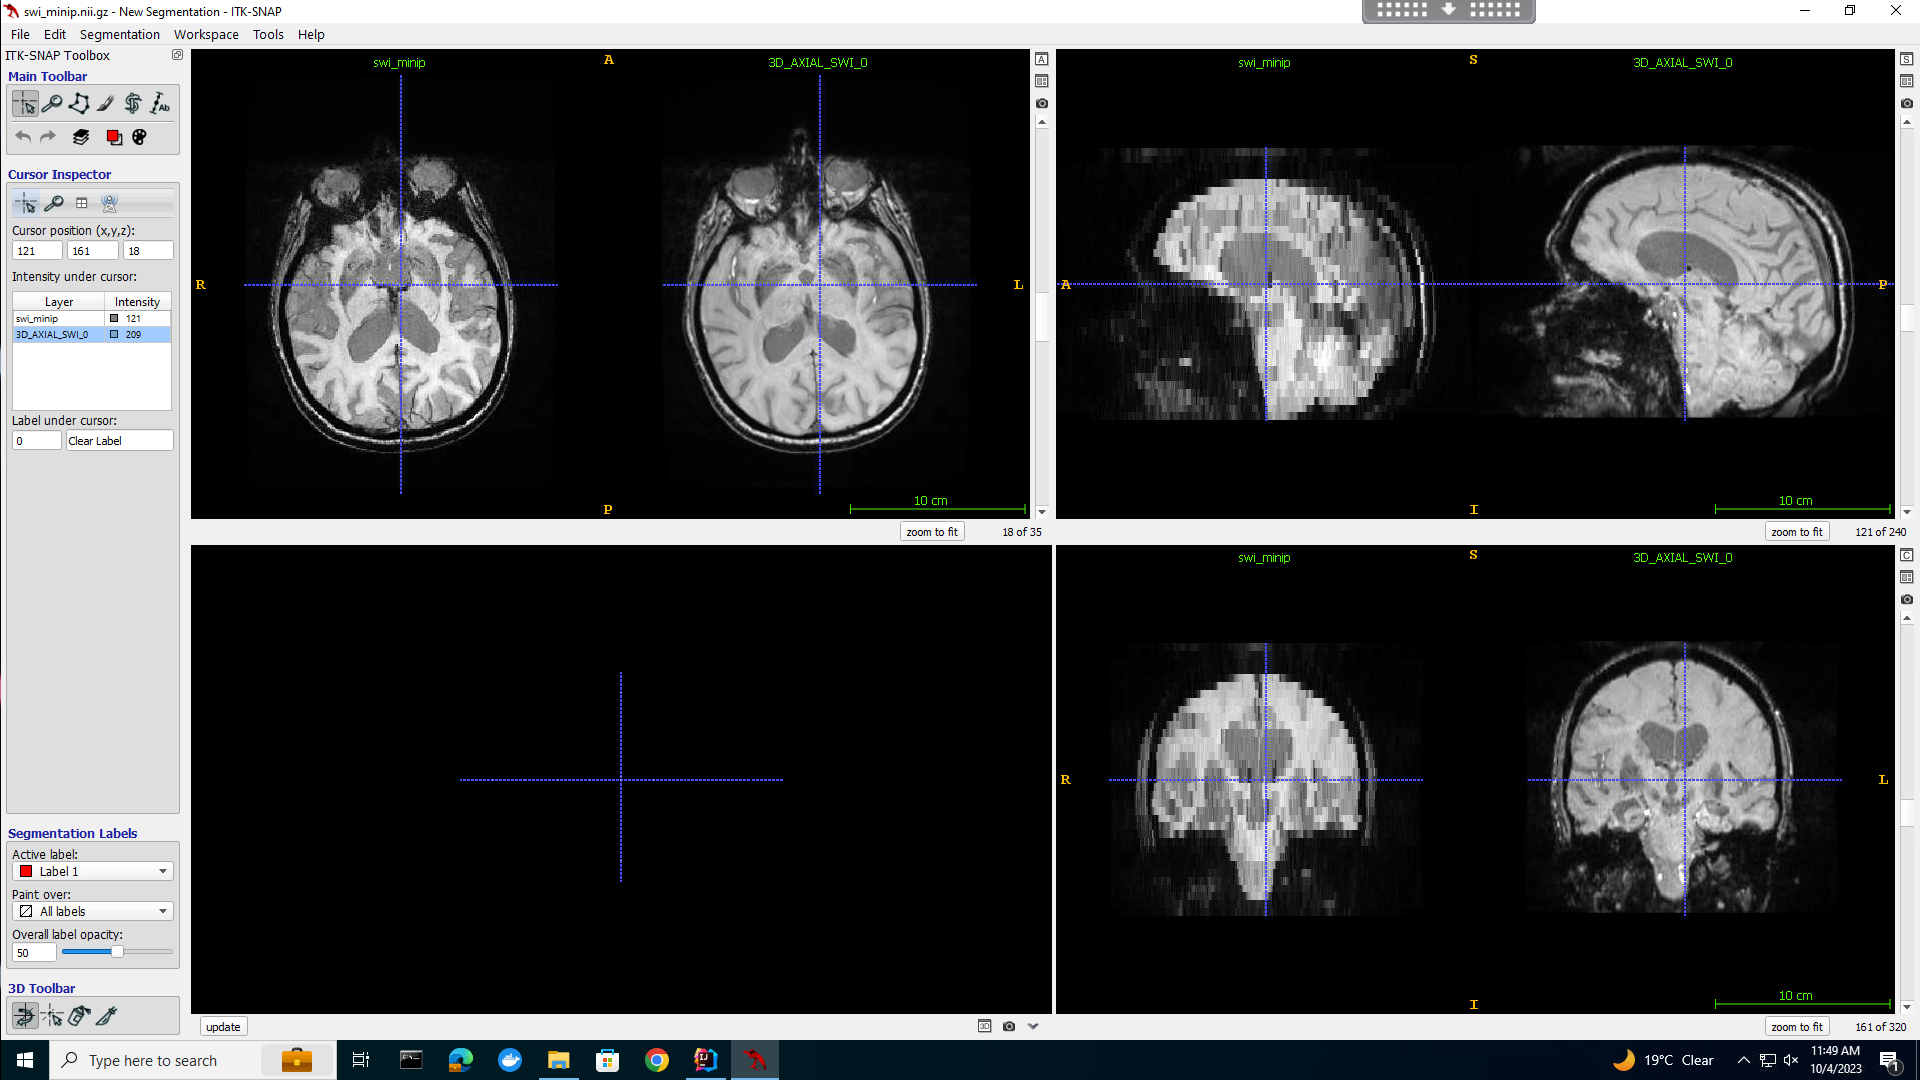 swi_minip.nii.gz - New Segmentation - ITK-SNAP
File Edit Segmentation Workspace Tools Help
ITK-SNAP Toolbox
Main Toolbar
Ab
Cursor Inspector
Cursor position (x,y,z):
121 161 18
Intensity under cursor:
Layer Intensity
swi_minip 121
3D_AXIAL_SWI_0 209
Label under cursor:
0 Clear Label
Segmentation Labels
Active label:
Label 1
Paint over:
All labels
Overall label opacity:
50
3D Toolbar
swi_minip A 3D_AXIAL_SWI_0
A
R L
10 cm
P
zoom to fit 18 of 35
swi_minip S 3D_AXIAL_SWI_0
S
A P
10 cm
I
zoom to fit 121 of 240
update 3D
swi_minip S 3D_AXIAL_SWI_0
C
R L
10 cm
I
zoom to fit 161 of 320
Type here to search
IJ
19°C Clear
11:49 AM
10/4/2023
1